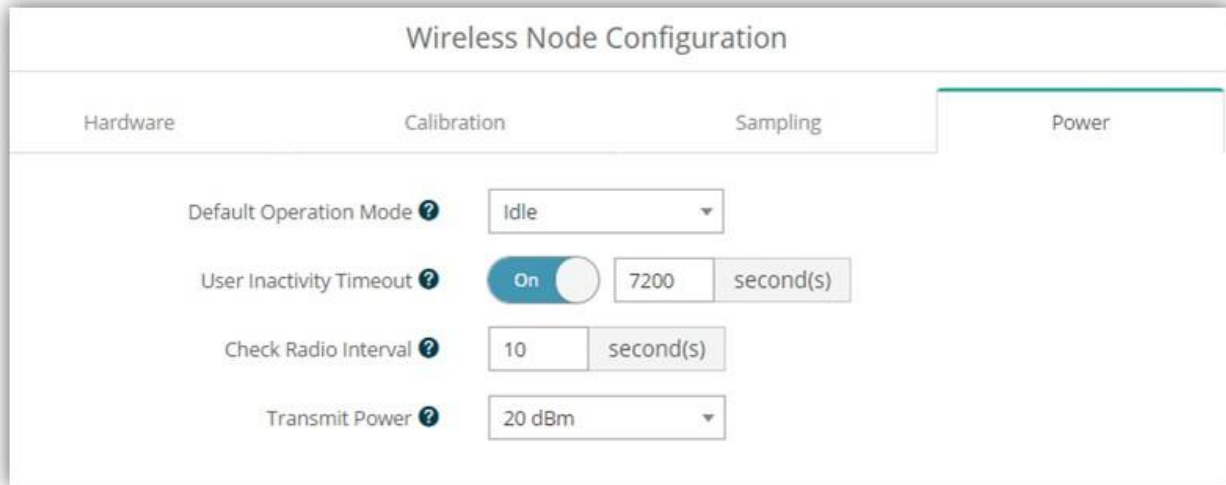 Wireless Node Configuration
Hardware Calibration Sampling Power
Default Operation Mode ? Idle
User Inactivity Timeout ? On 7200 second(s)
Check Radio Interval ? 10 second(s)
Transmit Power ? 20 dBm